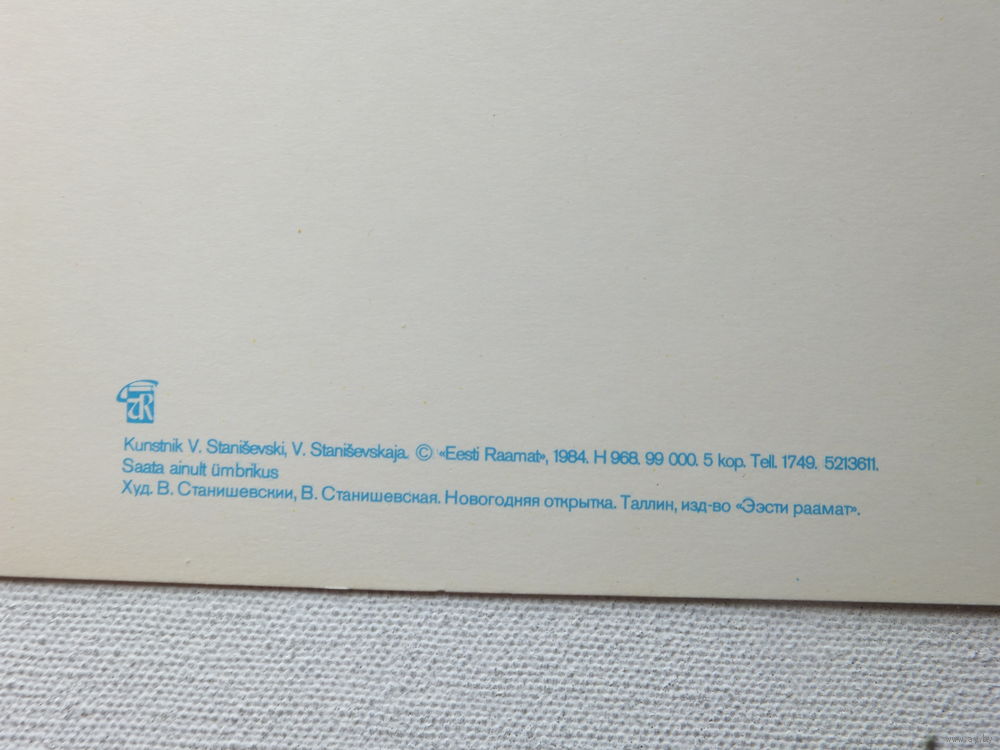 Kunstnik V. Staniševski, V. Staniševskaja. © «Eesti Raamat», 1984. H 968. 99 000. 5 kop. Tell. 1749. 5213611.
Saata ainult ümbrikus
Худ. В. Станишевскии, В. Станишевская. Новогодняя открытка. Таллин, изд-во «Ээсти раамат».